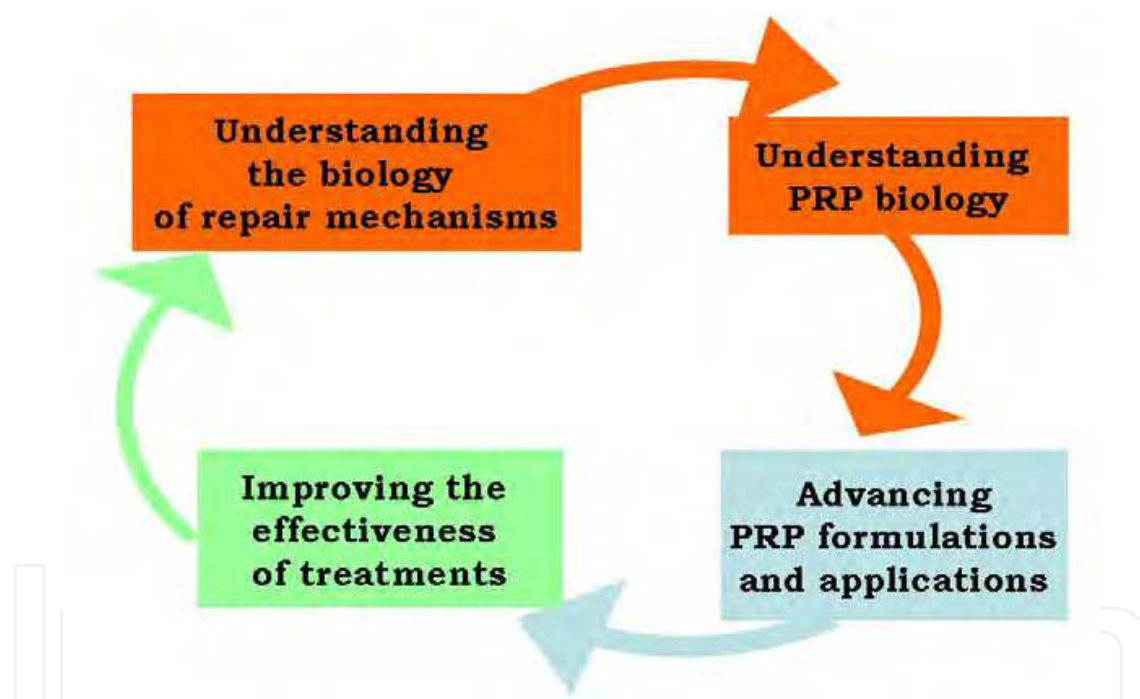 Understanding
the biology
of repair mechanisms
Understanding
PRP biology
Advancing
PRP formulations
and applications
Improving the
effectiveness
of treatments